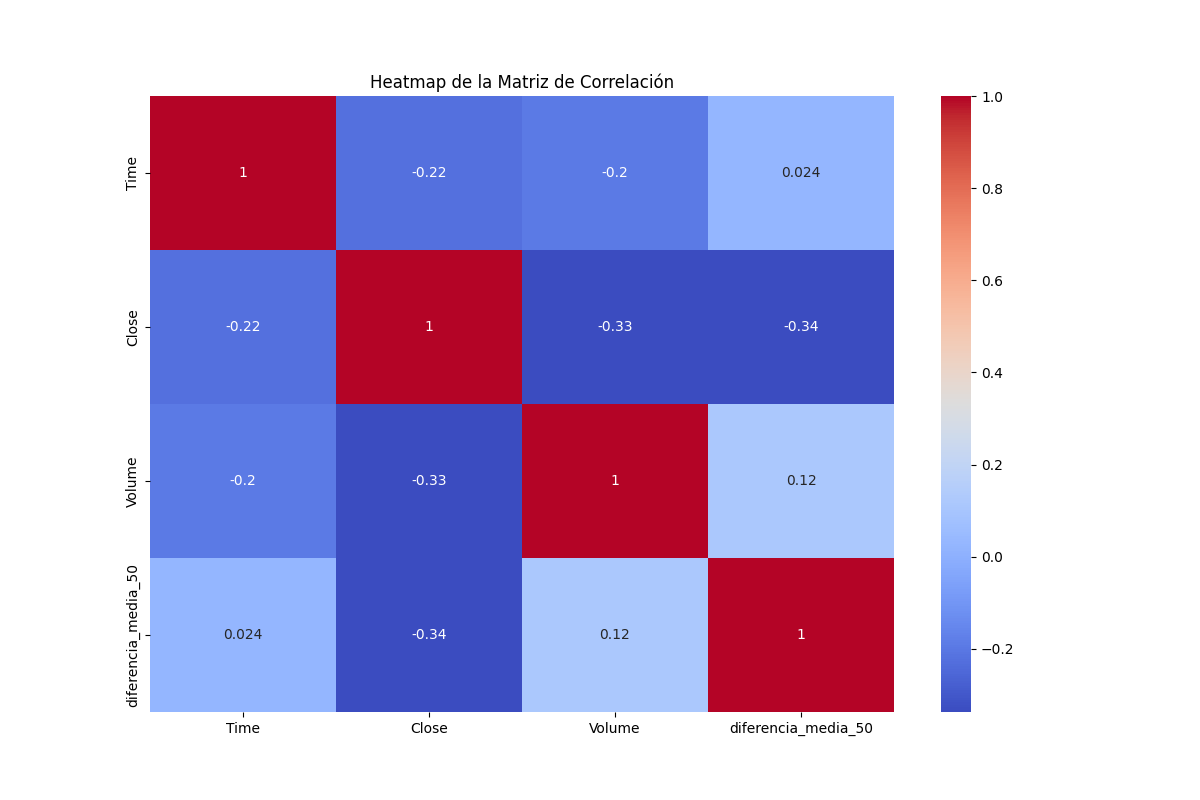 Heatmap de la Matriz de Correlación
Time
1
-0.22
-0.2
0.024
Close
-0.22
1
-0.33
-0.34
Volume
-0.2
-0.33
1
0.12
diferencia_media_50
0.024
-0.34
0.12
1
Time
Close
Volume
diferencia_media_50
1.0
0.8
0.6
0.4
0.2
0.0
−0.2